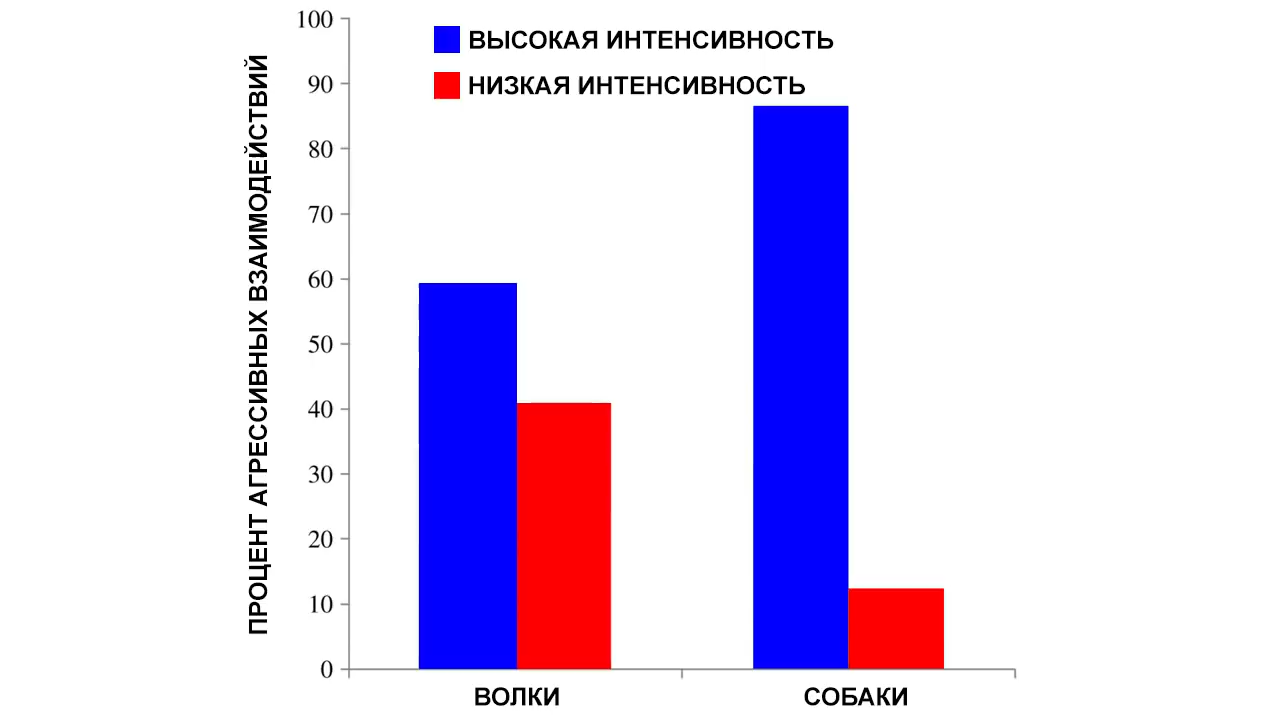 100
90
80
70
60
50
40
30
20
10
0
ПРОЦЕНТ АГРЕССИВНЫХ ВЗАИМОДЕЙСТВИЙ
ВЫСОКАЯ ИНТЕНСИВНОСТЬ
НИЗКАЯ ИНТЕНСИВНОСТЬ
ВОЛКИ
СОБАКИ